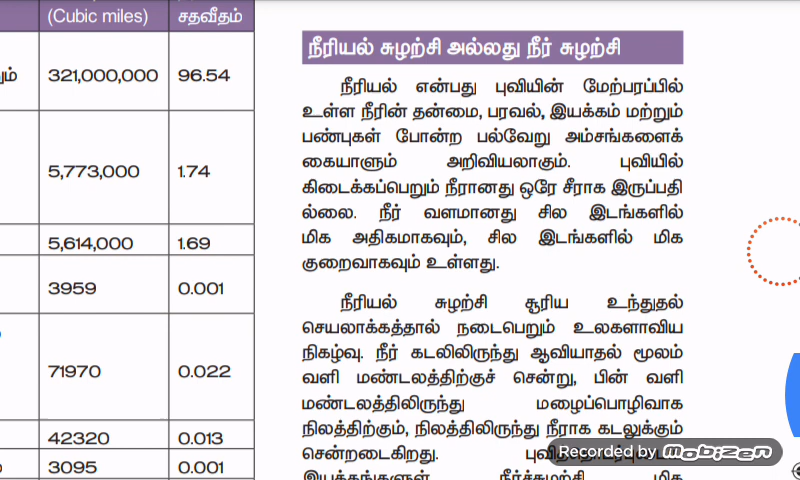 (Cubic miles) சதவீதம்
321,000,000 96.54
5,773,000 1.74
5,614,000 1.69
3959 0.001
71970 0.022
42320 0.013
3095 0.001
நீரியல் சுழற்சி அல்லது நீர் சுழற்சி
நீரியல் என்பது புவியின் மேற்பரப்பில்
உள்ள நீரின் தன்மை, பரவல், இயக்கம் மற்றும்
பண்புகள் போன்ற பல்வேறு அம்சங்களைக்
கையாளும் அறிவியலாகும். புவியில்
கிடைக்கப்பெறும் நீரானது ஒரே சீராக இருப்பதி
ல்லை. நீர் வளமானது சில இடங்களில்
மிக அதிகமாகவும், சில இடங்களில் மிக
குறைவாகவும் உள்ளது.
நீரியல் சுழற்சி சூரிய உந்துதல்
செயலாக்கத்தால் நடைபெறும் உலகளாவிய
நிகழ்வு. நீர் கடலிலிருந்து ஆவியாதல் மூலம்
வளி மண்டலத்திற்குச் சென்று, பின் வளி
மண்டலத்திலிருந்து மழைப்பொழிவாக
நிலத்திற்கும், நிலத்திலிருந்து நீராக கடலுக்கும்
சென்றடைகிறது.
Recorded by Mobizen